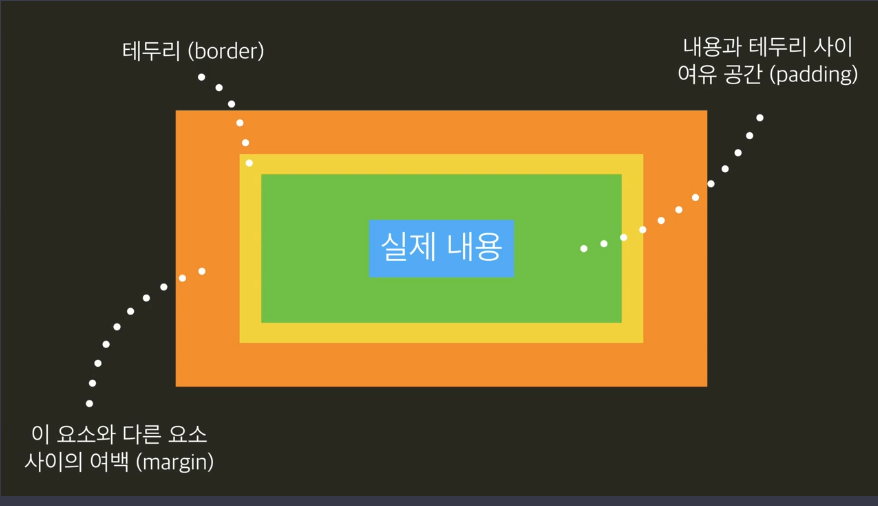 테두리 (border)
내용과 테두리 사이
여유 공간 (padding)
실제 내용
이 요소와 다른 요소
사이의 여백 (margin)